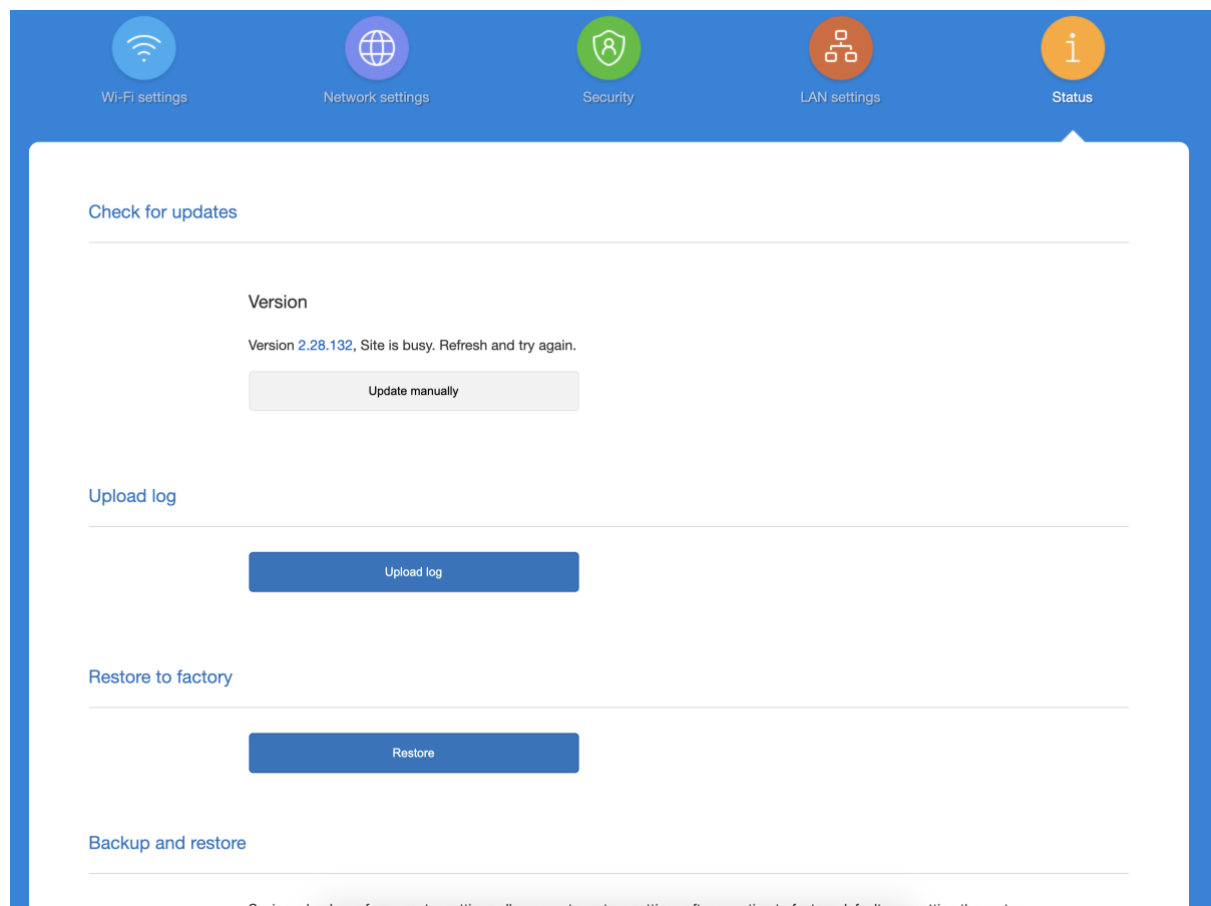 Wi-Fi settings
Network settings
Security
LAN settings
Status
Check for updates
Version
Version 2.28.132, Site is busy. Refresh and try again.
Update manually
Upload log
Upload log
Restore to factory
Restore
Backup and restore